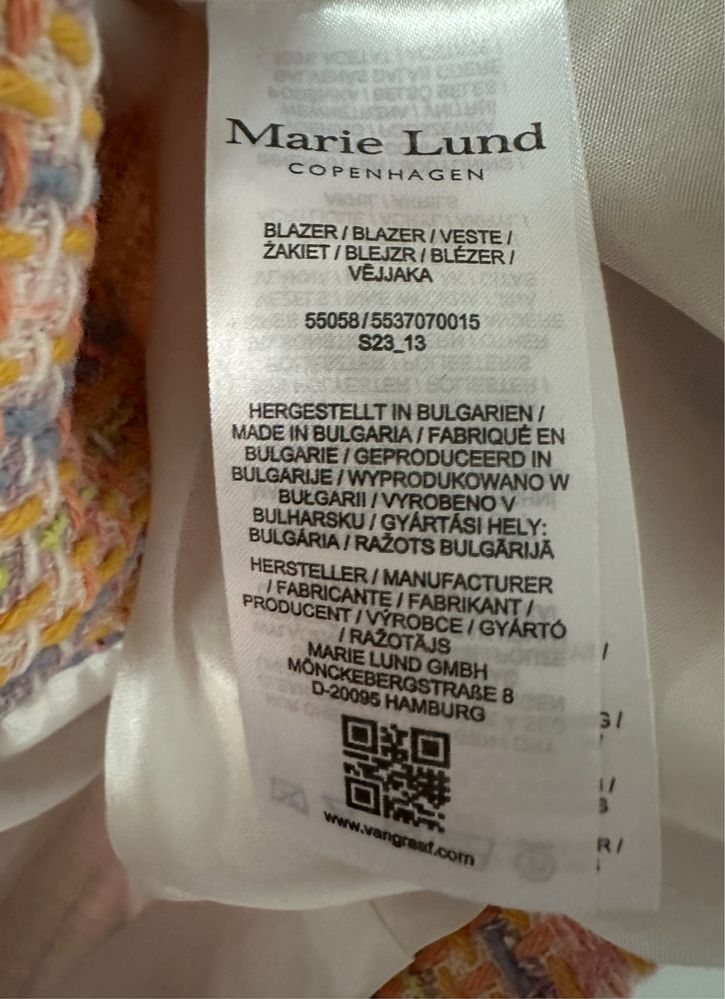 Marie Lund
COPENHAGEN
BLAZER / BLAZER / VESTE /
ŽAKIET / BLEJZR / BLÉZER /
VĒJJAKA
55058 / 5537070015
S23_13
HERGESTELLT IN BULGARIEN /
MADE IN BULGARIA / FABRIQUÉ EN
BULGARIE / GEPRODUCEERD IN
BULGARIJE / WYPRODUKOWANO W
BUŁGARII / VYROBENO V
BULHARSKU / GYÁRTÁSI HELY:
BULGÁRIA / RAŽOTS BULGĀRIJĀ
HERSTELLER / MANUFACTURER
/ FABRICANTE / FABRIKANT /
PRODUCENT / VÝROBCE / GYÁRTÓ
/ RAŽOTĀJS
MARIE LUND GMBH
MÖNCKEBERGSTRAßE 8
D-20095 HAMBURG
www.vangraaf.com